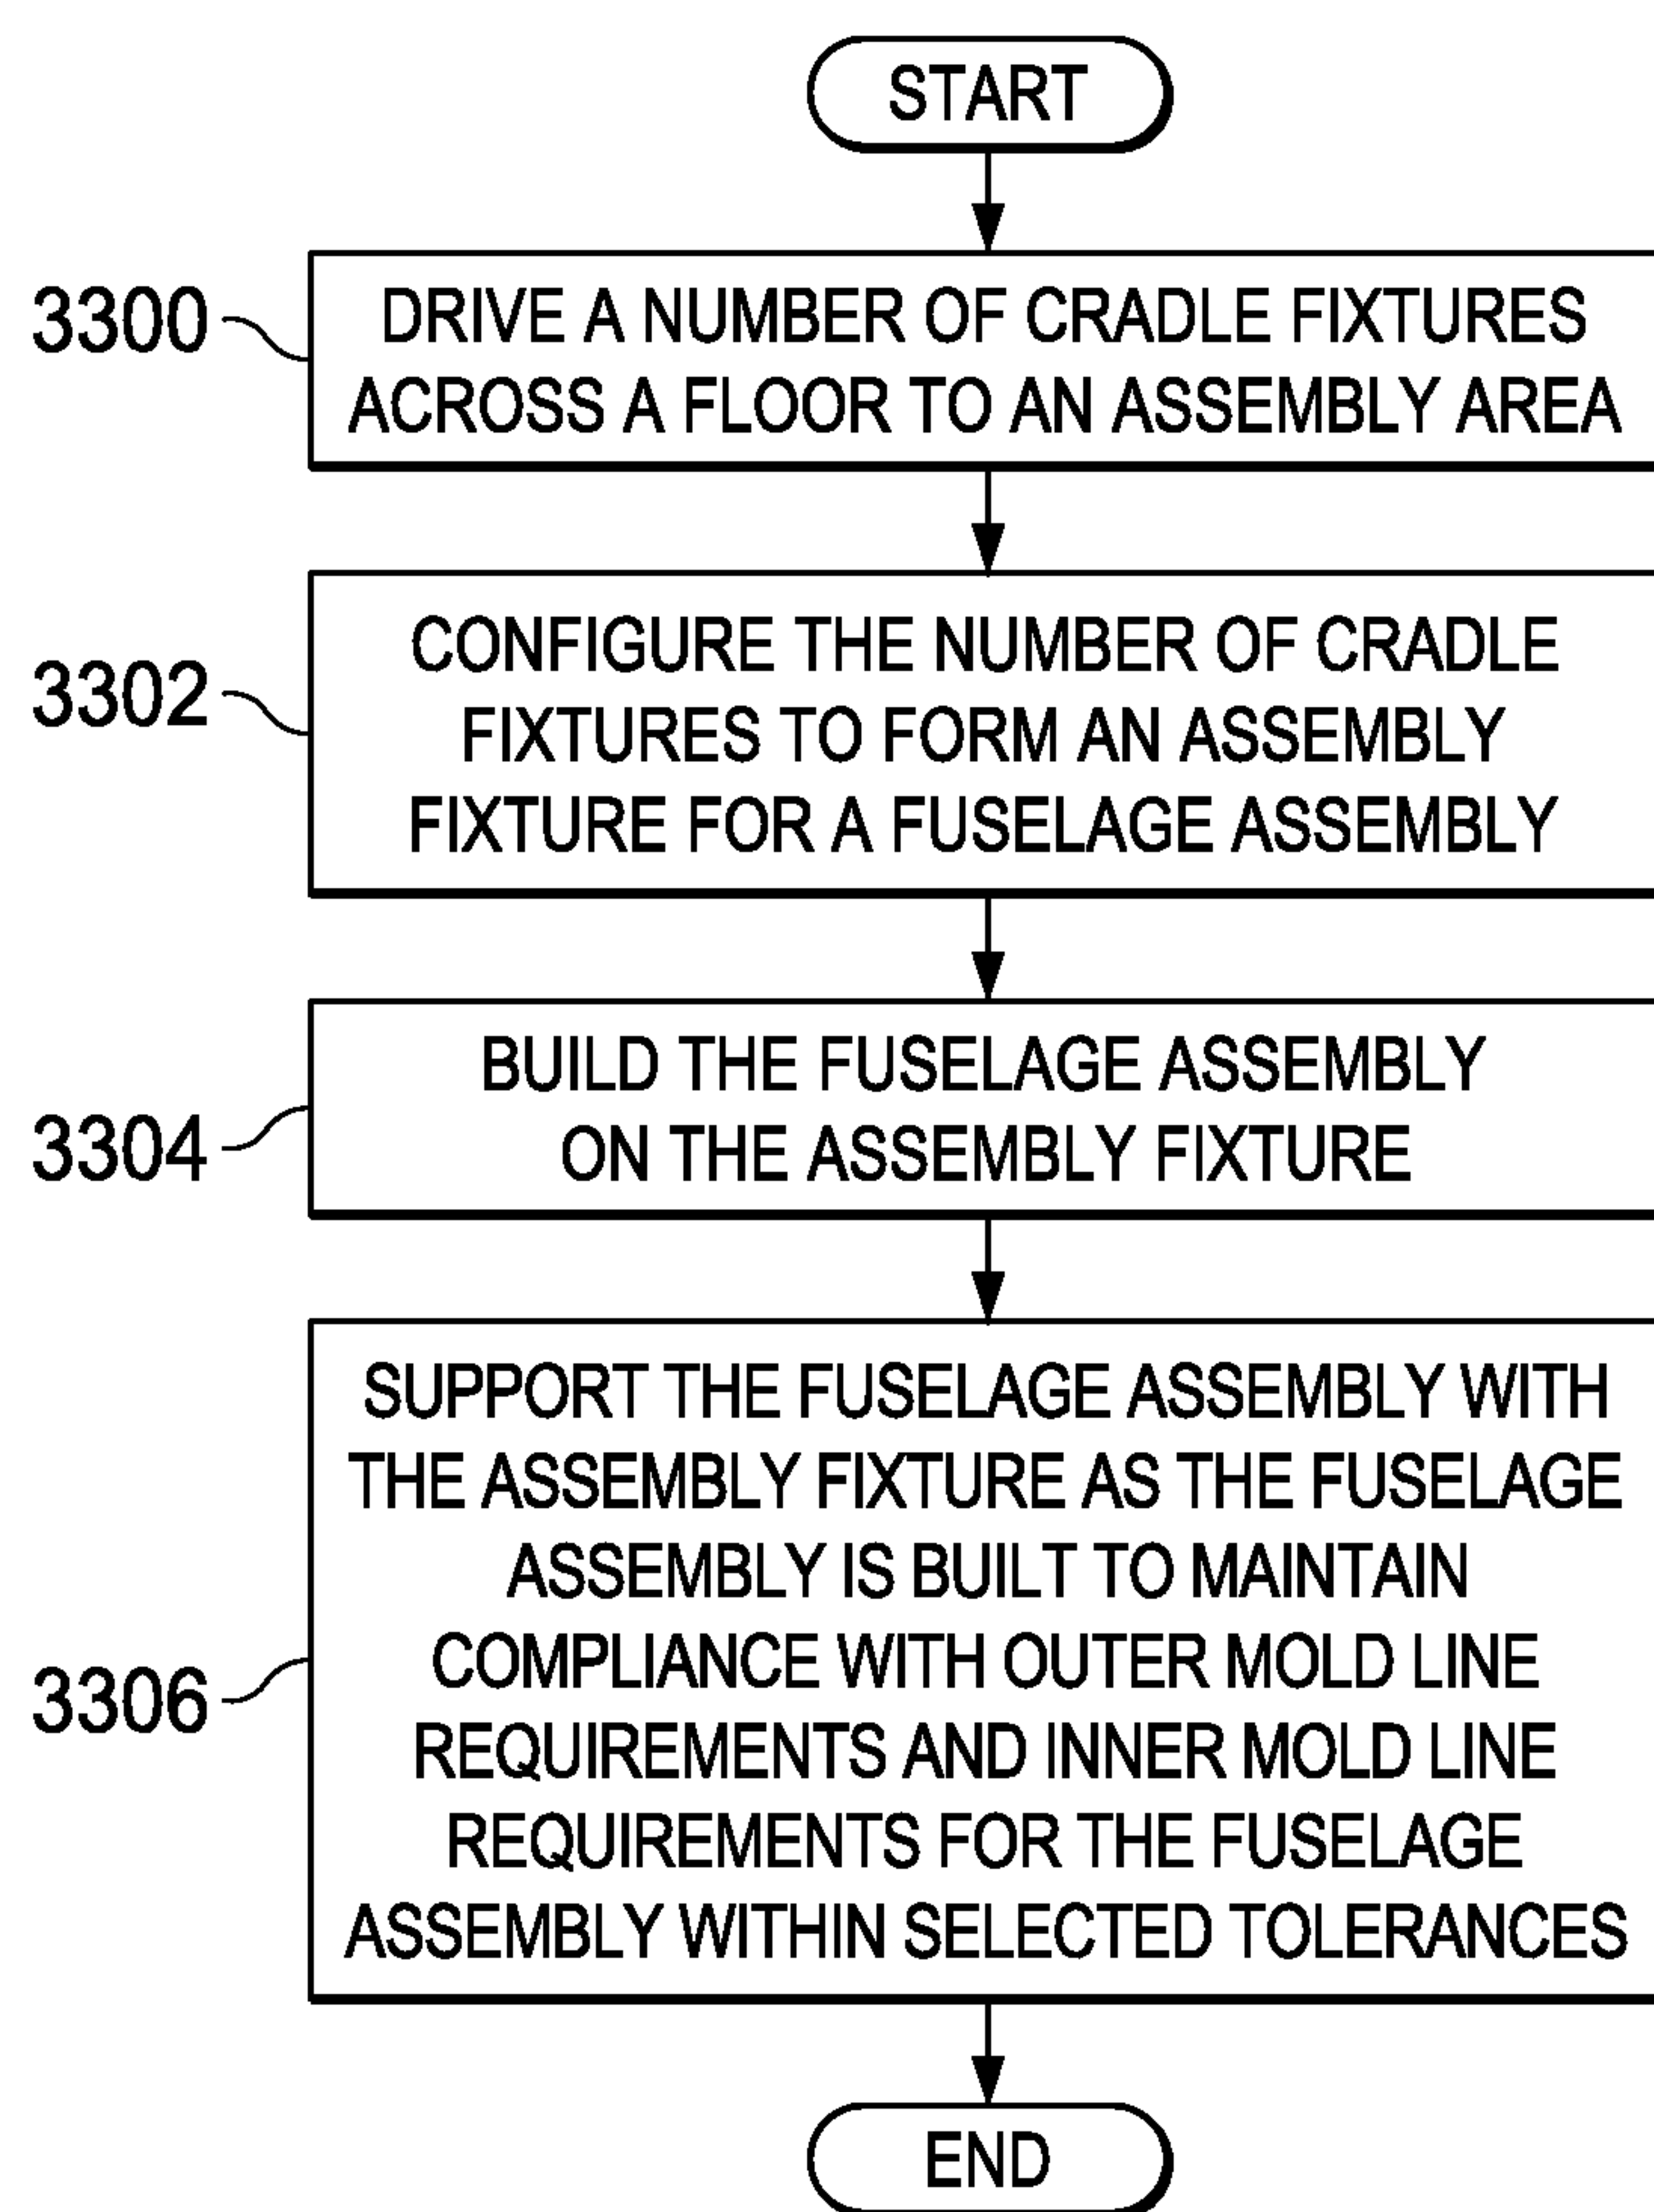 START
3300
DRIVE A NUMBER OF CRADLE FIXTURES
ACROSS A FLOOR TO AN ASSEMBLY AREA
3302
CONFIGURE THE NUMBER OF CRADLE
FIXTURES TO FORM AN ASSEMBLY
FIXTURE FOR A FUSELAGE ASSEMBLY
3304
BUILD THE FUSELAGE ASSEMBLY
ON THE ASSEMBLY FIXTURE
3306
SUPPORT THE FUSELAGE ASSEMBLY WITH
THE ASSEMBLY FIXTURE AS THE FUSELAGE
ASSEMBLY IS BUILT TO MAINTAIN
COMPLIANCE WITH OUTER MOLD LINE
REQUIREMENTS AND INNER MOLD LINE
REQUIREMENTS FOR THE FUSELAGE
ASSEMBLY WITHIN SELECTED TOLERANCES
END